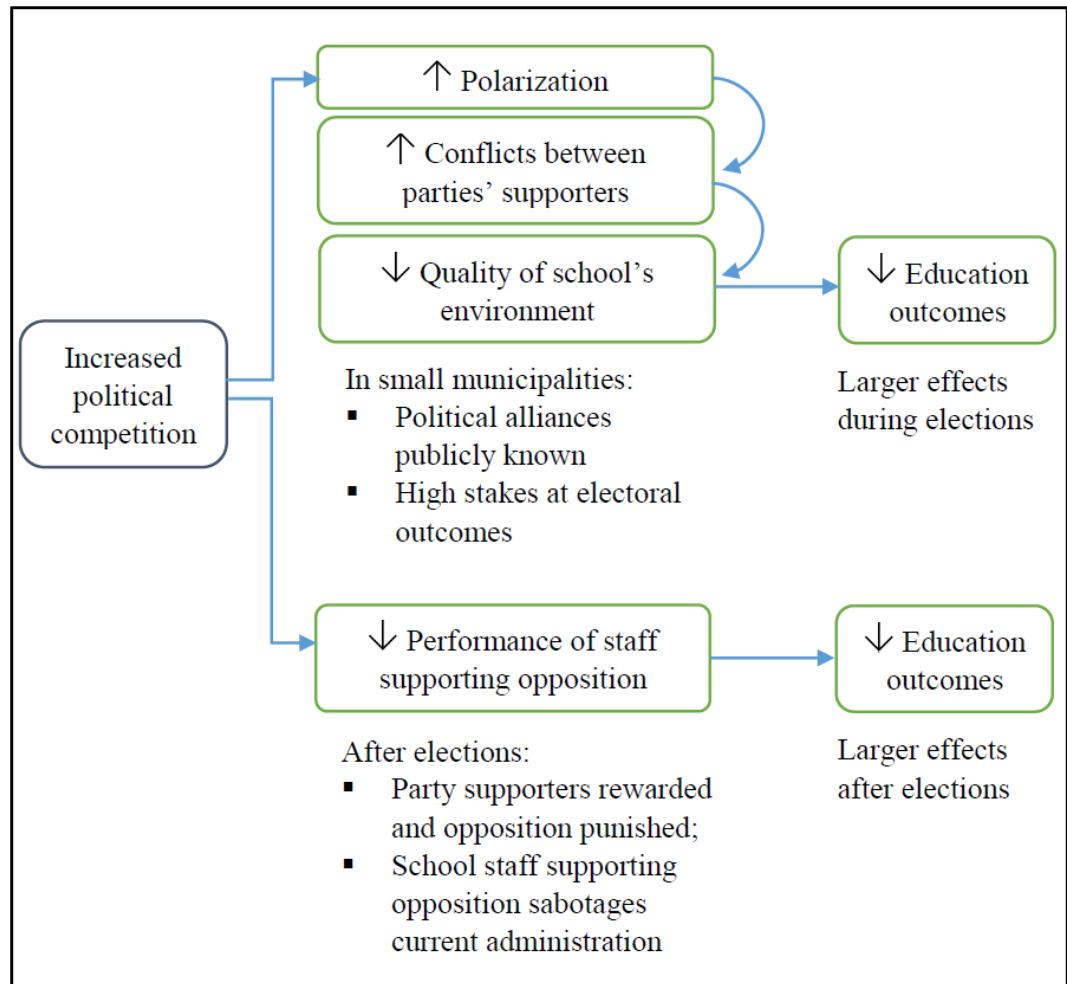 ↑ Polarization
↑ Conflicts between
parties’ supporters
↓ Quality of school’s
environment
↓ Education
outcomes
Increased
political
competition
In small municipalities:
▪ Political alliances
publicly known
▪ High stakes at electoral
outcomes
Larger effects
during elections
↓ Performance of staff
supporting opposition
↓ Education
outcomes
After elections:
▪ Party supporters rewarded
and opposition punished;
▪ School staff supporting
opposition sabotages
current administration
Larger effects
after elections